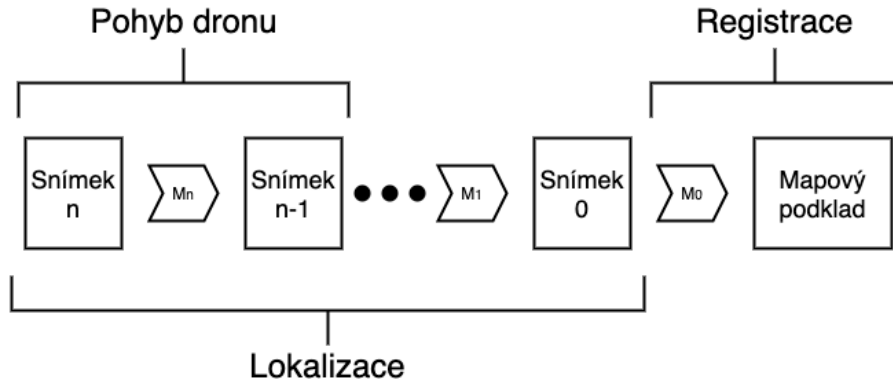 Pohyb dronu
Registrace
Snímek
n
Mn
Snímek
n-1
M1
Snímek
0
M0
Mapový
podklad
Lokalizace